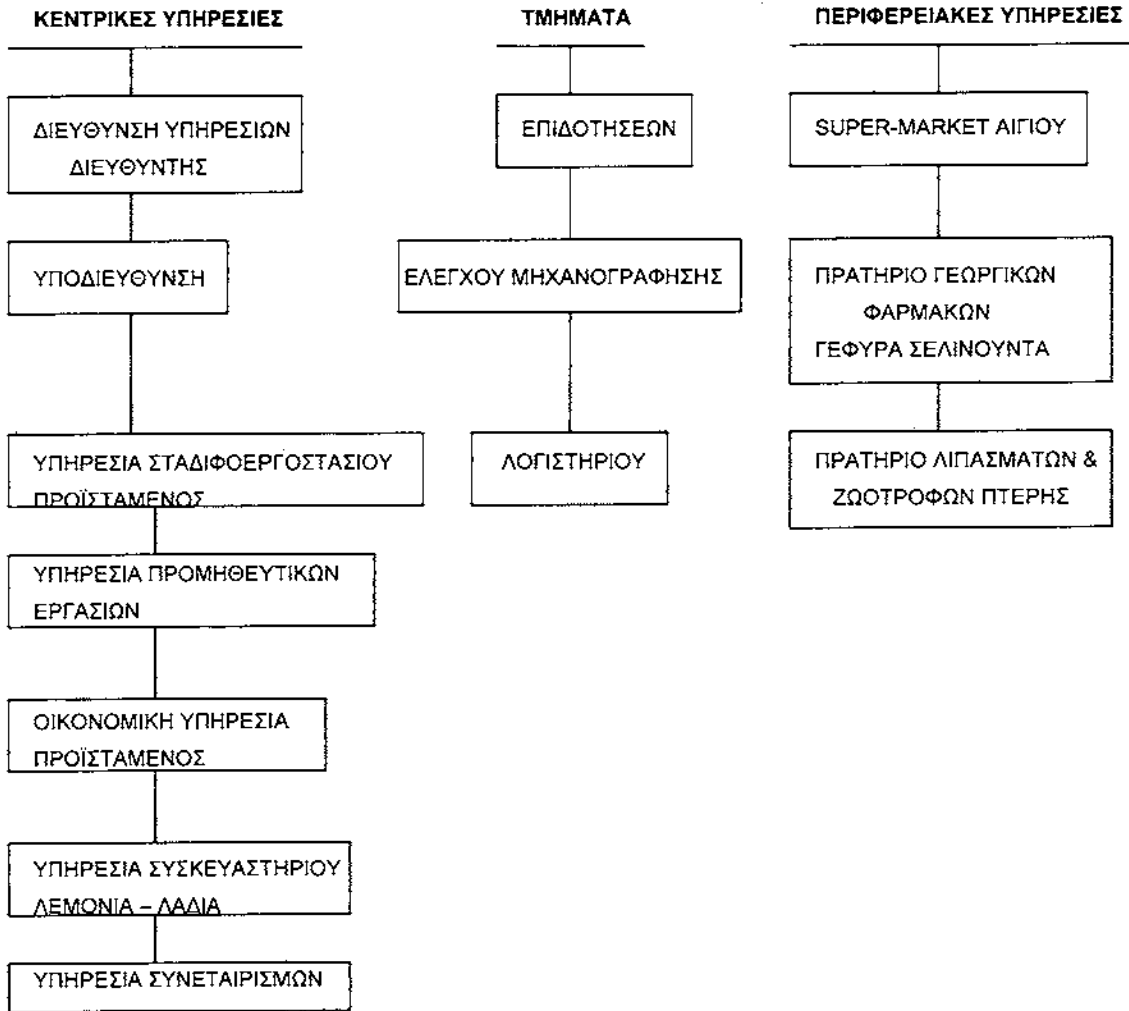 ΚΕΝΤΡΙΚΕΣ ΥΠΗΡΕΣΙΕΣ
ΔΙΕΥΘΥΝΣΗ ΥΠΗΡΕΣΙΩΝ
ΔΙΕΥΘΥΝΤΗΣ
ΥΠΟΔΙΕΥΘΥΝΣΗ
ΥΠΗΡΕΣΙΑ ΣΤΑΔΙΦΟΕΡΓΟΣΤΑΣΙΟΥ
ΠΡΟΪΣΤΑΜΕΝΟΣ
ΥΠΗΡΕΣΙΑ ΠΡΟΜΗΘΕΥΤΙΚΩΝ
ΕΡΓΑΣΙΩΝ
ΟΙΚΟΝΟΜΙΚΗ ΥΠΗΡΕΣΙΑ
ΠΡΟΪΣΤΑΜΕΝΟΣ
ΥΠΗΡΕΣΙΑ ΣΥΣΚΕΥΑΣΤΗΡΙΟΥ
ΛΕΜΟΝΙΑ – ΛΑΔΙΑ
ΥΠΗΡΕΣΙΑ ΣΥΝΕΤΑΙΡΙΣΜΩΝ
ΤΜΗΜΑΤΑ
ΕΠΙΔΟΤΗΣΕΩΝ
ΕΛΕΓΧΟΥ ΜΗΧΑΝΟΓΡΑΦΗΣΗΣ
ΛΟΓΙΣΤΗΡΙΟΥ
ΠΕΡΙΦΕΡΕΙΑΚΕΣ ΥΠΗΡΕΣΙΕΣ
SUPER-MARKET ΑΙΓΙΟΥ
ΠΡΑΤΗΡΙΟ ΓΕΩΡΓΙΚΩΝ
ΦΑΡΜΑΚΩΝ
ΓΕΦΥΡΑ ΣΕΛΙΝΟΥΝΤΑ
ΠΡΑΤΗΡΙΟ ΛΙΠΑΣΜΑΤΩΝ &
ΖΩΟΤΡΟΦΩΝ ΠΤΕΡΗΣ